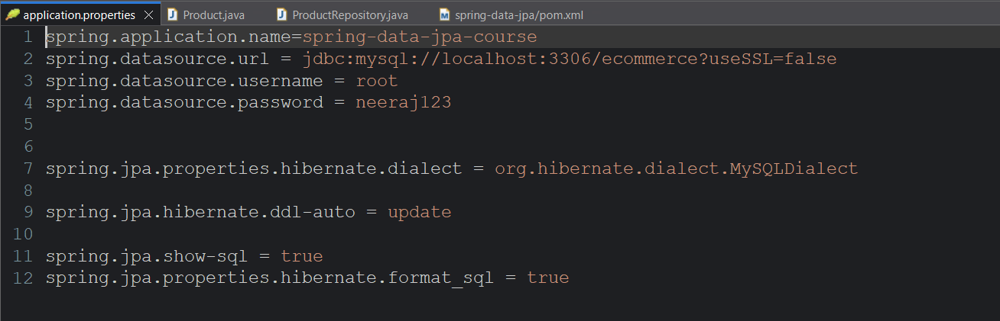 application.properties Product.java ProductRepository.java spring-data-jpa/pom.xml
1 spring.application.name=spring-data-jpa-course
2 spring.datasource.url = jdbc:mysql://localhost:3306/ecommerce?useSSL=false
3 spring.datasource.username = root
4 spring.datasource.password = neeraj123
5
6
7 spring.jpa.properties.hibernate.dialect = org.hibernate.dialect.MySQLDialect
8
9 spring.jpa.hibernate.ddl-auto = update
10
11 spring.jpa.show-sql = true
12 spring.jpa.properties.hibernate.format_sql = true